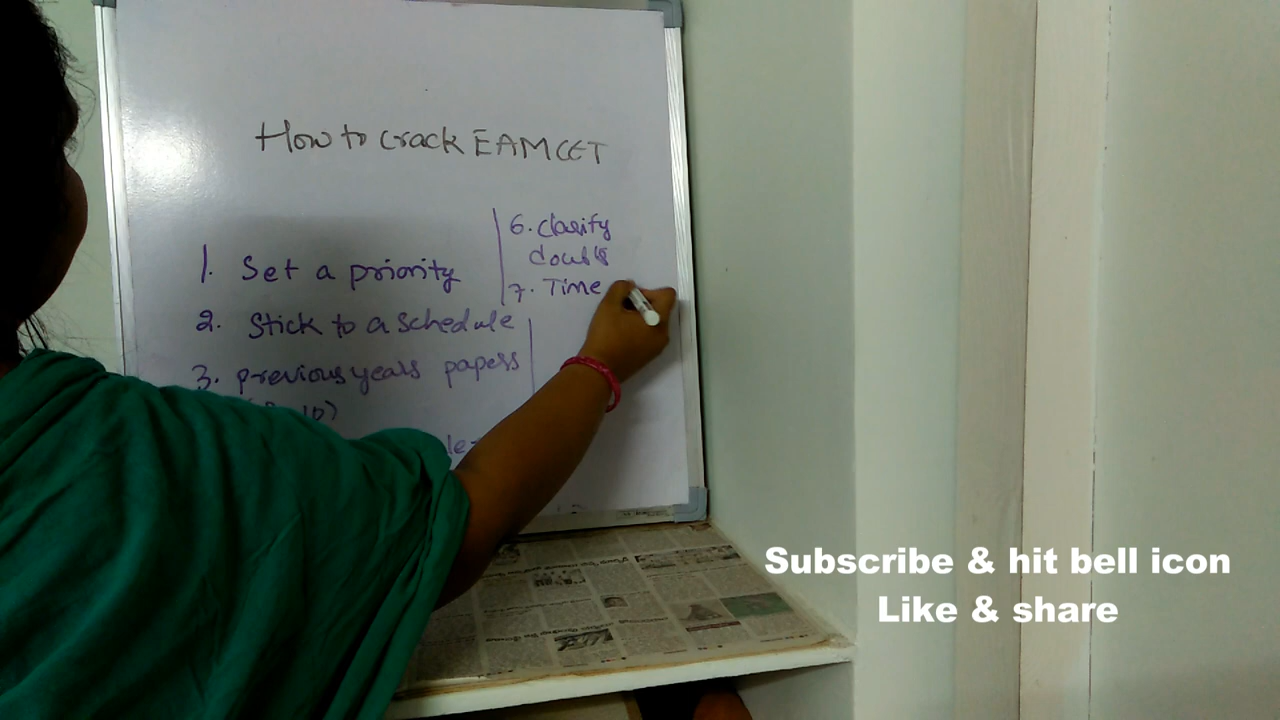 How to crack EAMCET
1. Set a priority
2. Stick to a schedule
3. previous years papers
6. clarify
doubts
7. Time
Subscribe & hit bell icon
Like & share